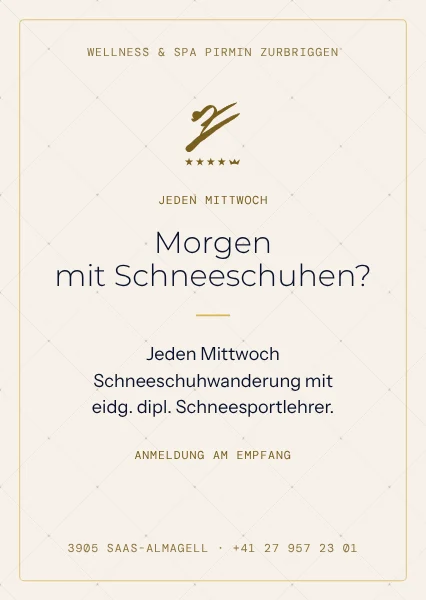 WELLNESS & SPA PIRMIN ZURBRIGGEN
JEDEN MITTWOCH
Morgen
mit Schneeschuhen?
Jeden Mittwoch
Schneeschuhwanderung mit
eidg. dipl. Schneesportlehrer.
ANMELDUNG AM EMPFANG
3905 SAAS-ALMAGELL · +41 27 957 23 01